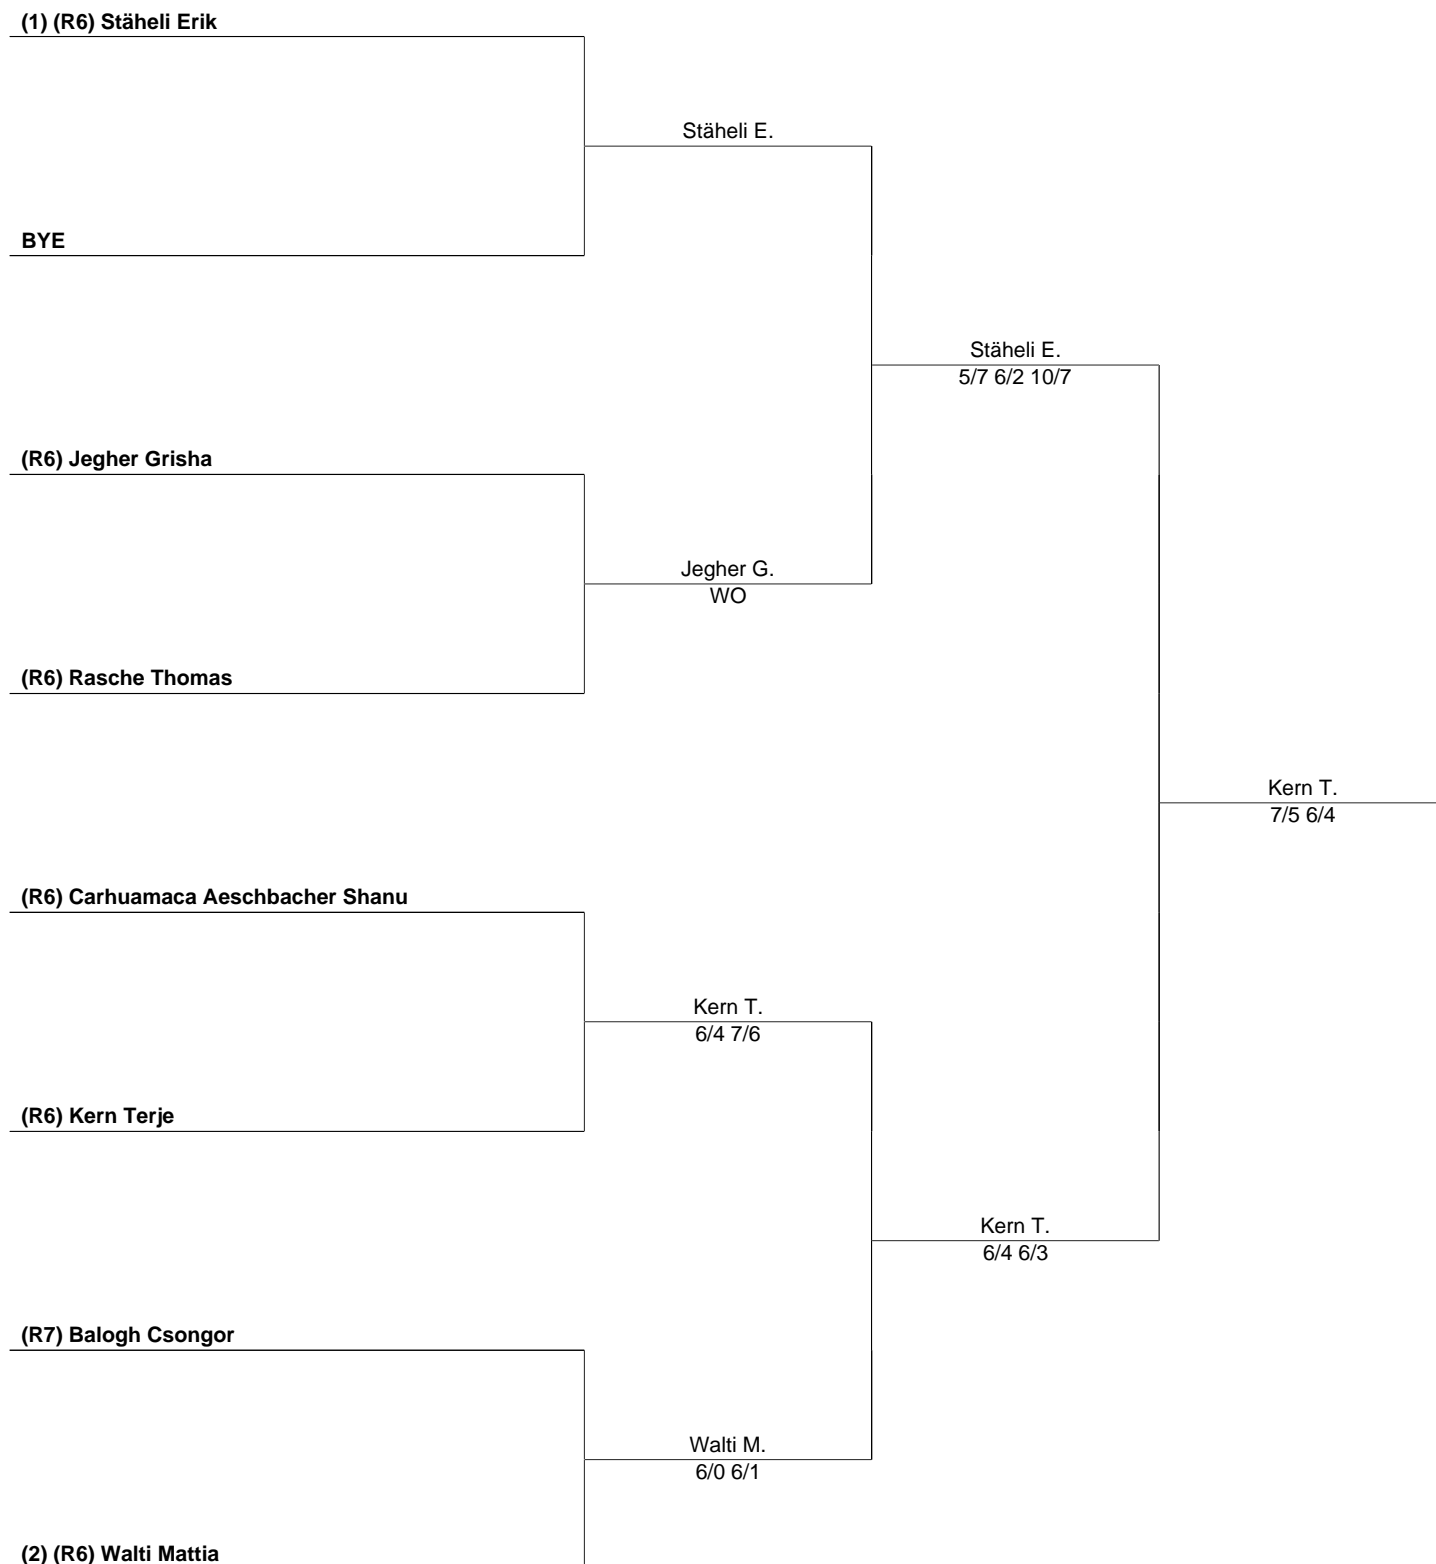 (1) (R6) Stäheli Erik
Stäheli E.
BYE
Stäheli E.
5/7 6/2 10/7
(R6) Jegher Grisha
Jegher G.
WO
(R6) Rasche Thomas
Kern T.
7/5 6/4
(R6) Carhuamaca Aeschbacher Shanu
Kern T.
6/4 7/6
(R6) Kern Terje
Kern T.
6/4 6/3
(R7) Balogh Csongor
Walti M.
6/0 6/1
(2) (R6) Walti Mattia